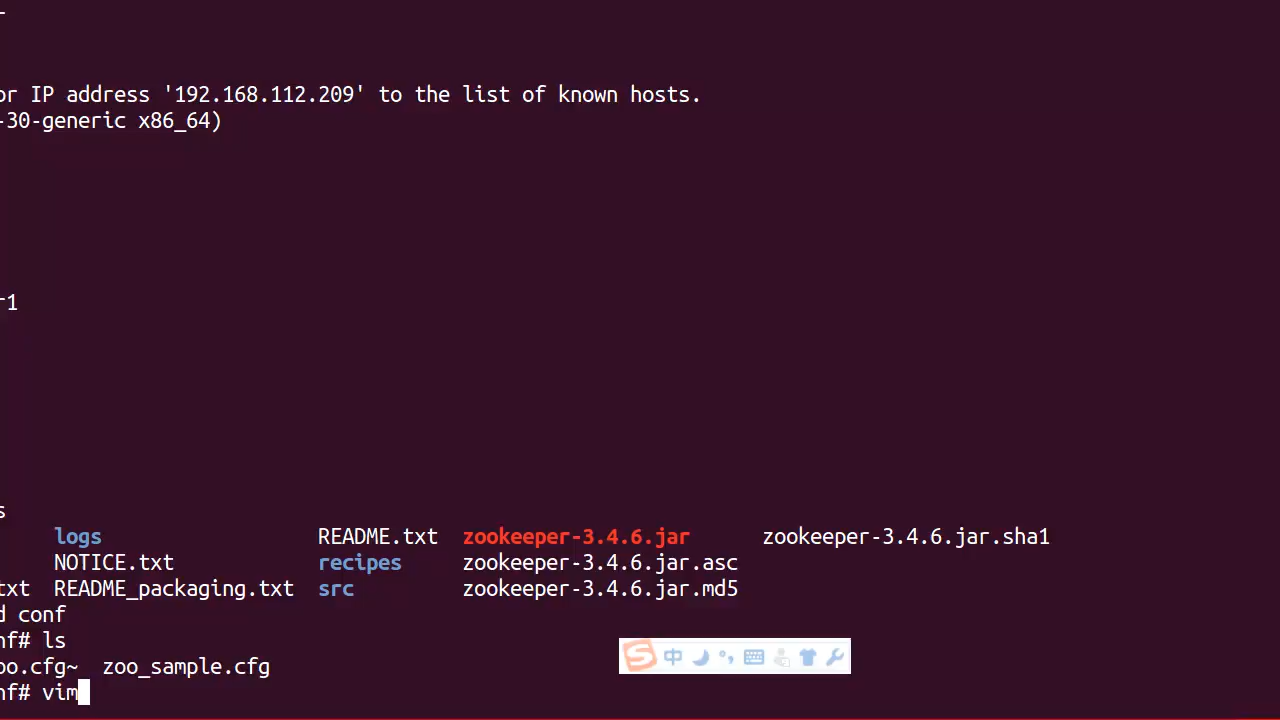 or IP address '192.168.112.209' to the list of known hosts.
-30-generic x86_64)
r1
s
logs README.txt zookeeper-3.4.6.jar zookeeper-3.4.6.jar.sha1
NOTICE.txt recipes zookeeper-3.4.6.jar.asc
txt README_packaging.txt src zookeeper-3.4.6.jar.md5
d conf
nf# ls
oo.cfg~ zoo_sample.cfg
nf# vim
S 中